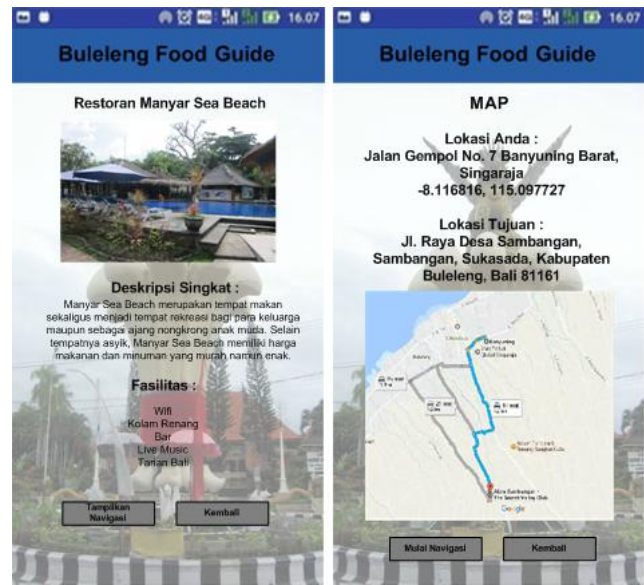 16.07
Buleleng Food Guide
Restoran Manyar Sea Beach
Deskripsi Singkat :
Manyar Sea Beach merupakan tempat makan
sekaligus menjadi tempat rekreasi bagi para keluarga
maupun sebagai ajang nongkrong anak muda. Selain
tempatnya asyik, Manyar Sea Beach memiliki harga
makanan dan minuman yang murah namun enak.
Fasilitas :
Wifi
Kolam Renang
Bar
Live Music
Tarian Bali
Tampilkan
Navigasi
Kembali
4G
16.07
Buleleng Food Guide
MAP
Lokasi Anda :
Jalan Gempol No. 7 Banyuning Barat,
Singaraja
-8.116816, 115.097727
Lokasi Tujuan :
Jl. Raya Desa Sambangan,
Sambangan, Sukasada, Kabupaten
Buleleng, Bali 81161
Banyuning
Google
Mulai Navigasi
Kembali